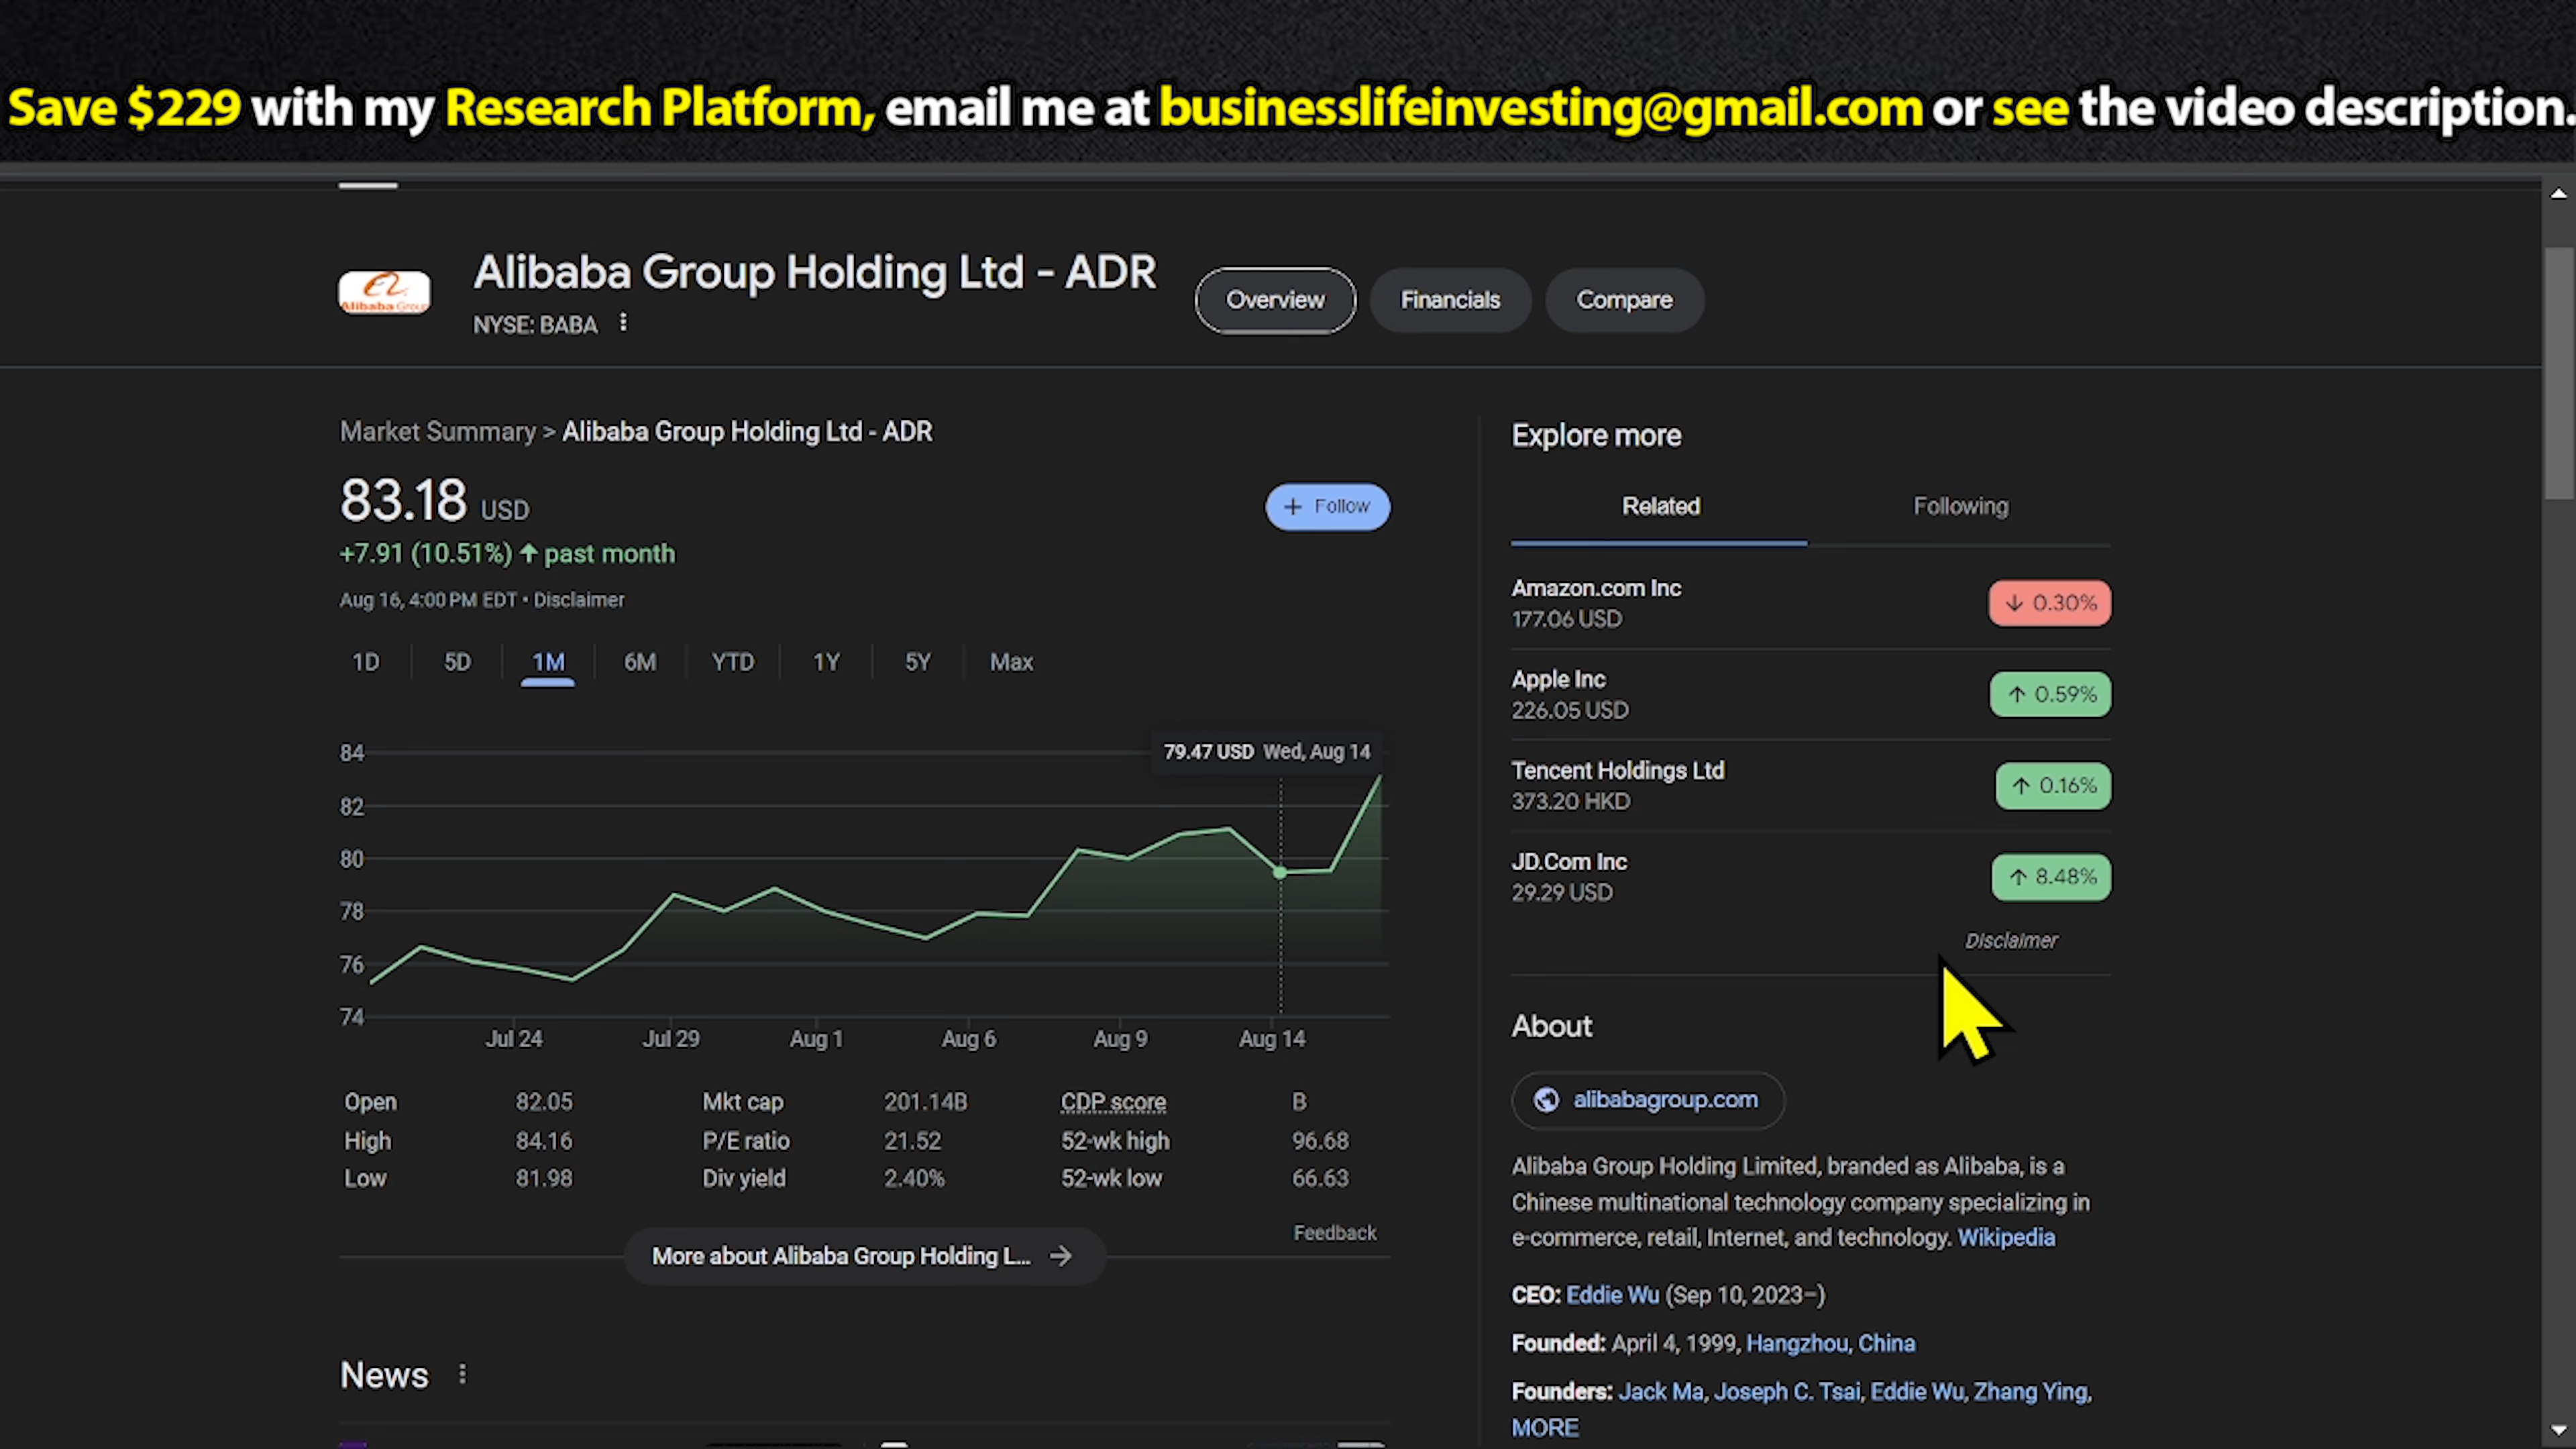 Save $229 with my Research Platform, email me at businesslifeinvesting@gmail.com or see the video description.
Alibaba Group
Alibaba Group Holding Ltd - ADR
NYSE: BABA
Overview
Financials
Compare
Market Summary > Alibaba Group Holding Ltd - ADR
83.18 USD
+ Follow
+7.91 (10.51%) ↑ past month
Aug 16, 4:00 PM EDT • Disclaimer
1D 5D 1M 6M YTD 1Y 5Y Max
79.47 USD Wed, Aug 14
84
82
80
78
76
74
Jul 24 Jul 29 Aug 1 Aug 6 Aug 9 Aug 14
Open 82.05 Mkt cap 201.14B CDP score B
High 84.16 P/E ratio 21.52 52-wk high 96.68
Low 81.98 Div yield 2.40% 52-wk low 66.63
Feedback
More about Alibaba Group Holding L... →
News
Explore more
Related Following
Amazon.com Inc
177.06 USD
↓ 0.30%
Apple Inc
226.05 USD
↑ 0.59%
Tencent Holdings Ltd
373.20 HKD
↑ 0.16%
JD.Com Inc
29.29 USD
↑ 8.48%
Disclaimer
About
alibabagroup.com
Alibaba Group Holding Limited, branded as Alibaba, is a
Chinese multinational technology company specializing in
e-commerce, retail, Internet, and technology. Wikipedia
CEO: Eddie Wu (Sep 10, 2023–)
Founded: April 4, 1999, Hangzhou, China
Founders: Jack Ma, Joseph C. Tsai, Eddie Wu, Zhang Ying,
MORE